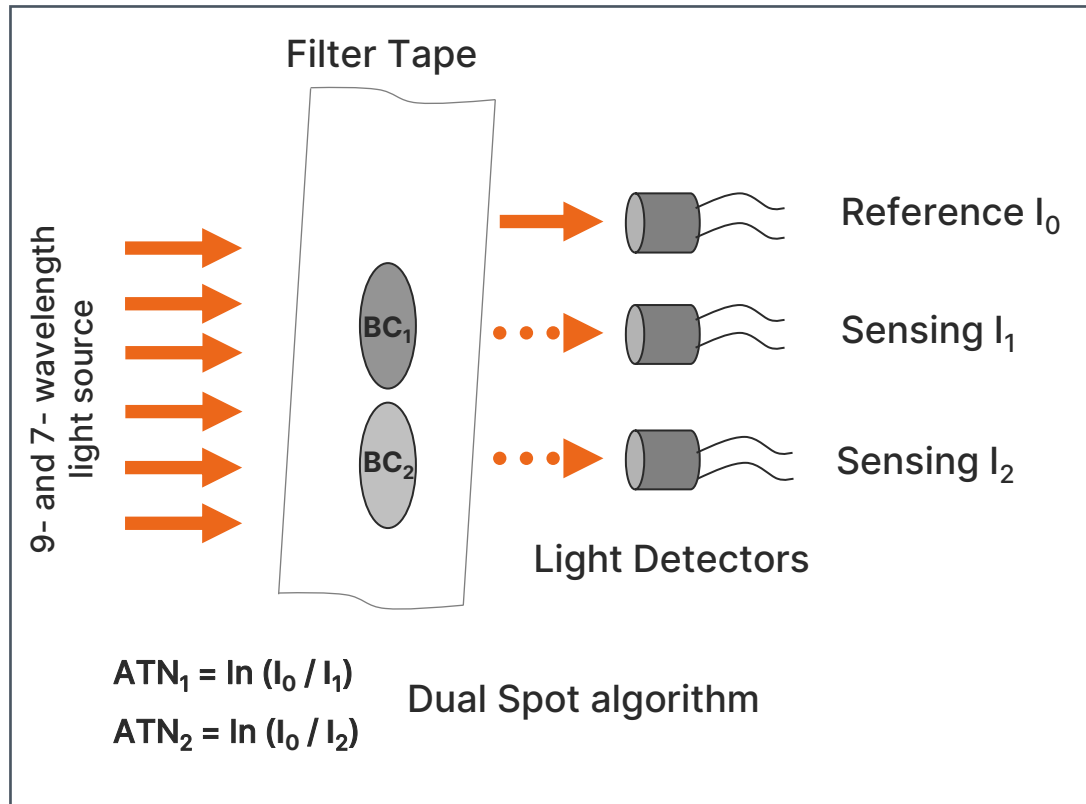 Filter Tape
9- and 7- wavelength
light source
BC₁
BC₂
Reference I₀
Sensing I₁
Sensing I₂
Light Detectors
ATN₁ = ln (I₀ / I₁)
ATN₂ = ln (I₀ / I₂)
Dual Spot algorithm